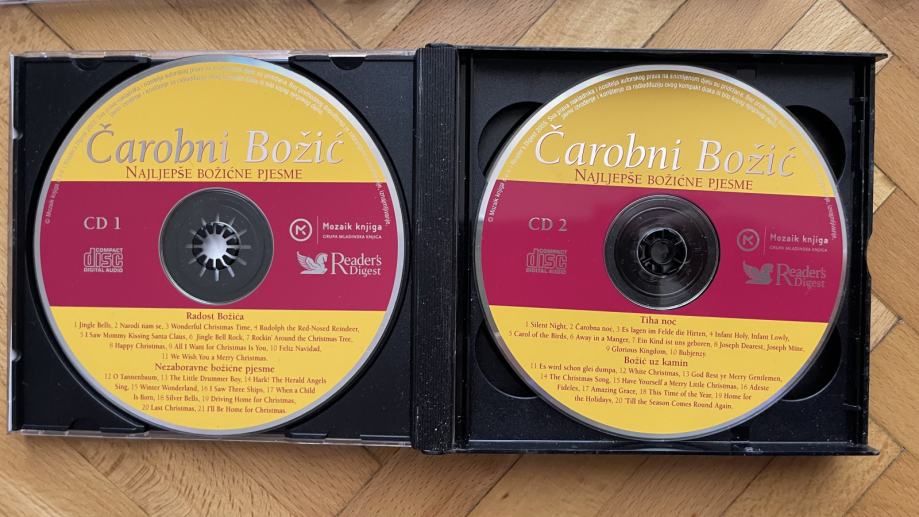 Čarobni Božić
NAJLJEPŠE BOŽIĆNE PJESME
CD 1
COMPACT
disc
DIGITAL AUDIO
Mozaik knjiga
GRUPA MLADINSKA KNJIGA
Reader's
Digest
Radost Božića
1 Jingle Bells, 2 Narodi nam se, 3 Wonderful Christmas Time, 4 Rudolph the Red-Nosed Reindeer,
5 I Saw Mommy Kissing Santa Claus, 6 Jingle Bell Rock, 7 Rockin' Around the Christmas Tree,
8 Happy Christmas, 9 All I Want for Christmas Is You, 10 Feliz Navidad,
11 We Wish You a Merry Christmas.
Nezaboravne božićne pjesme
12 O Tannenbaum, 13 The Little Drummer Boy, 14 Hark! The Herald Angels
Sing, 15 Winter Wonderland, 16 I Saw Three Ships, 17 When a Child
Is Born, 18 Silver Bells, 19 Driving Home for Christmas,
20 Last Christmas, 21 I'll Be Home for Christmas.
Čarobni Božić
NAJLJEPŠE BOŽIĆNE PJESME
CD 2
COMPACT
disc
DIGITAL AUDIO
Mozaik knjiga
GRUPA MLADINSKA KNJIGA
Reader's
Digest
Tiha noć
1 Silent Night, 2 Čarobna noć, 3 Es lagen im Felde die Hirten, 4 Infant Holy, Infant Lowly,
5 Carol of the Birds, 6 Away in a Manger, 7 Ein Kind ist uns geboren, 8 Joseph Dearest, Joseph Mine,
9 Glorious Kingdom, 10 Buhjenzy.
Božić uz kamin
11 Es wird schon glei dumpa, 12 White Christmas, 13 God Rest ye Merry Gentlemen,
14 The Christmas Song, 15 Have Yourself a Merry Little Christmas, 16 Adeste
Fideles, 17 Amazing Grace, 18 This Time of the Year, 19 Home for
the Holidays, 20 'Till the Season Comes Round Again.